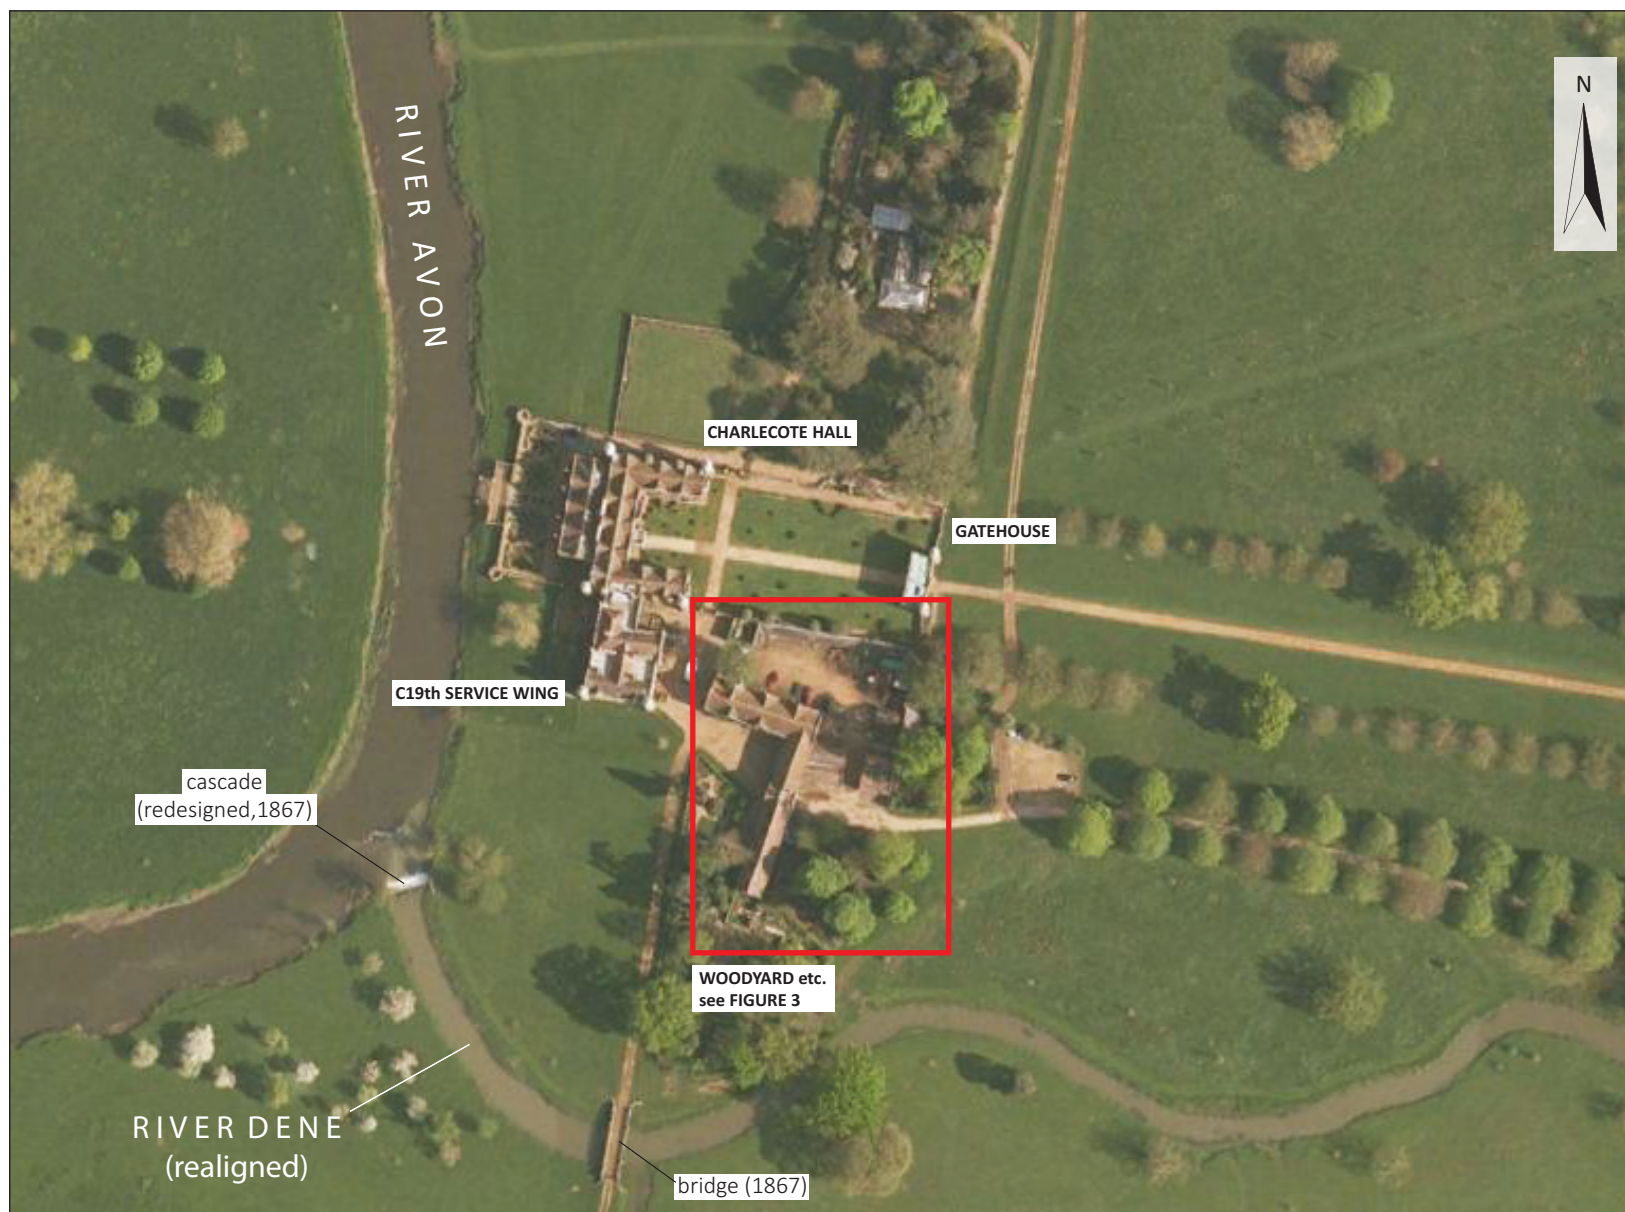 N
RIVER AVON
CHARLECOTE HALL
GATEHOUSE
C19th SERVICE WING
cascade
(redesigned,1867)
WOODYARD etc.
see FIGURE 3
RIVER DENE
(realigned)
bridge (1867)